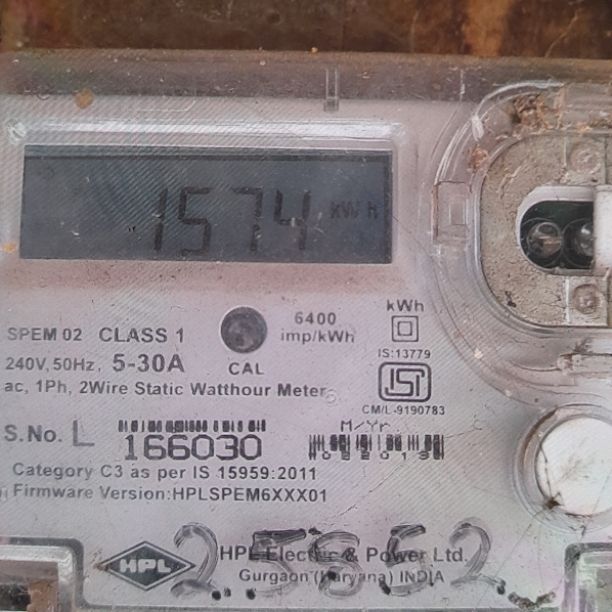 1574 kWh
6400
imp/kWh
kWh
SPEM 02 CLASS 1
240V, 50Hz, 5-30A
CAL
IS:13779
ac, 1Ph, 2Wire Static Watthour Meter
ISI
CM/L-9190783
S.No. L 166030
M/Yr.
Category C3 as per IS 15959:2011
Firmware Version:HPLSPEM6XXX01
HPL
HPL Electric & Power Ltd.
Gurgaon (Haryana) INDIA